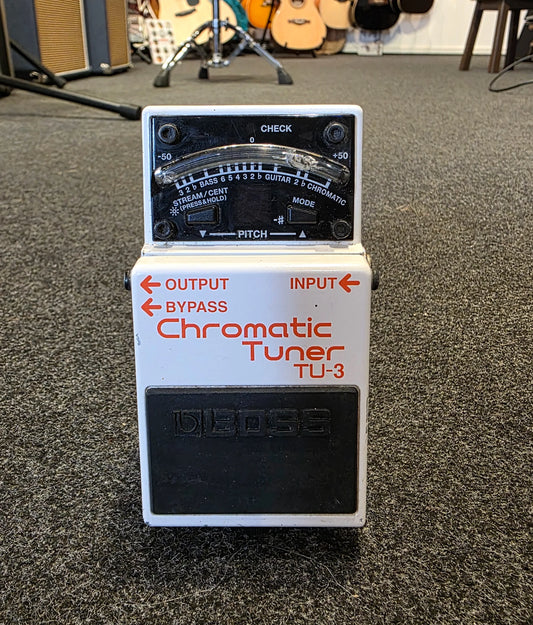 CHECK
0
-50 +50
3 2 ♭ BASS 6 5 4 3 2 ♭ GUITAR 2 ♭ CHROMATIC
STREAM/CENT
(PRESS & HOLD)
MODE
-#
▼ PITCH ▲
← OUTPUT INPUT ←
← BYPASS
Chromatic
Tuner
TU-3
BOSS